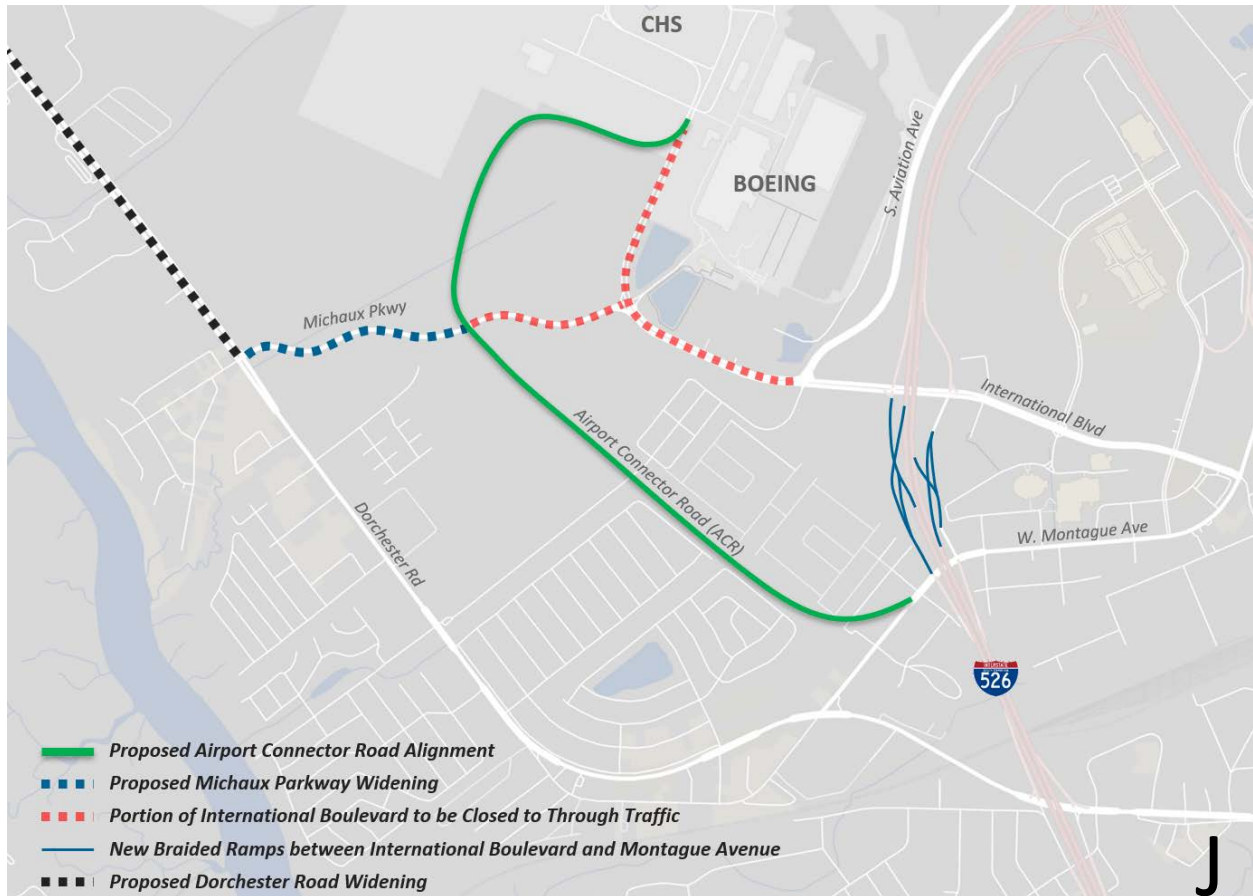 CHS
BOEING
S. Aviation Ave
Michaux Pkwy
International Blvd
Airport Connector Road (ACR)
W. Montague Ave
Dorchester Rd
INTERSTATE
526
Proposed Airport Connector Road Alignment
Proposed Michaux Parkway Widening
Portion of International Boulevard to be Closed to Through Traffic
New Braided Ramps between International Boulevard and Montague Avenue
Proposed Dorchester Road Widening
J